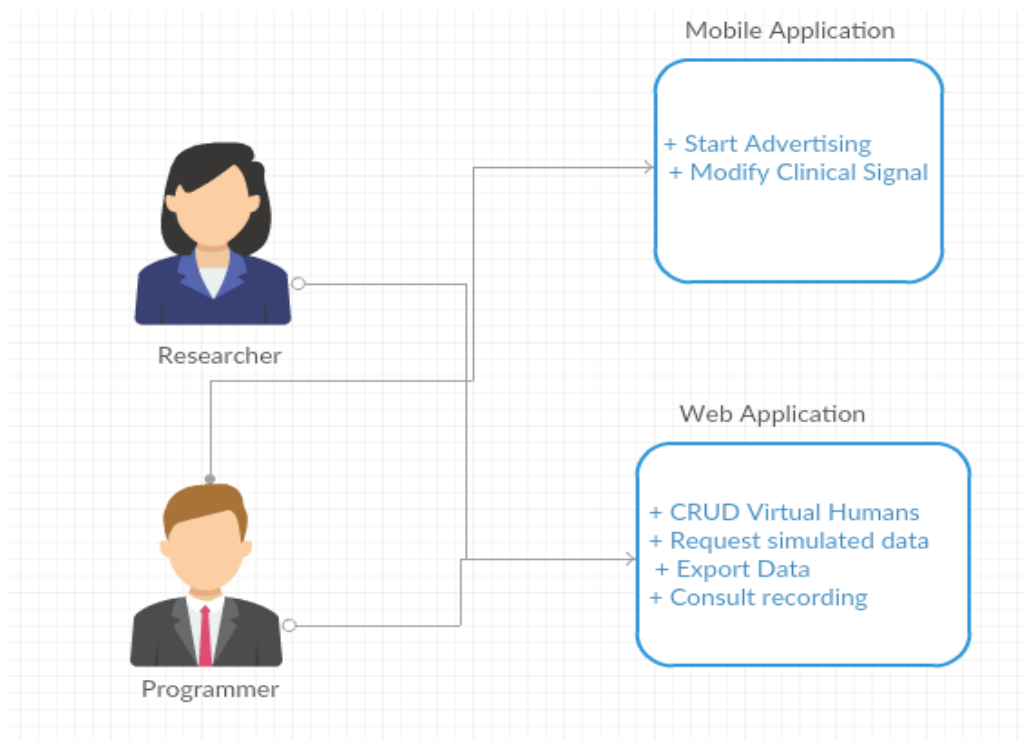 Mobile Application
+ Start Advertising
+ Modify Clinical Signal
Researcher
Web Application
+ CRUD Virtual Humans
+ Request simulated data
+ Export Data
+ Consult recording
Programmer